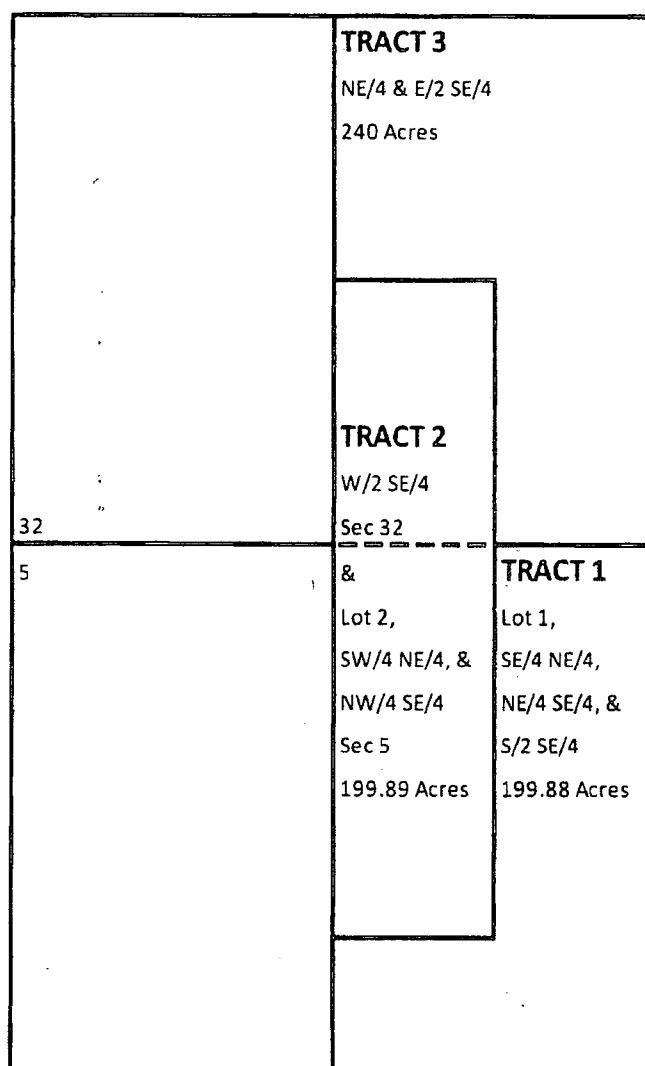 TRACT 3
NE/4 & E/2 SE/4
240 Acres
TRACT 2
W/2 SE/4
Sec 32
32
5
&
Lot 2,
SW/4 NE/4, &
NW/4 SE/4
Sec 5
199.89 Acres
TRACT 1
Lot 1,
SE/4 NE/4,
NE/4 SE/4, &
S/2 SE/4
199.88 Acres